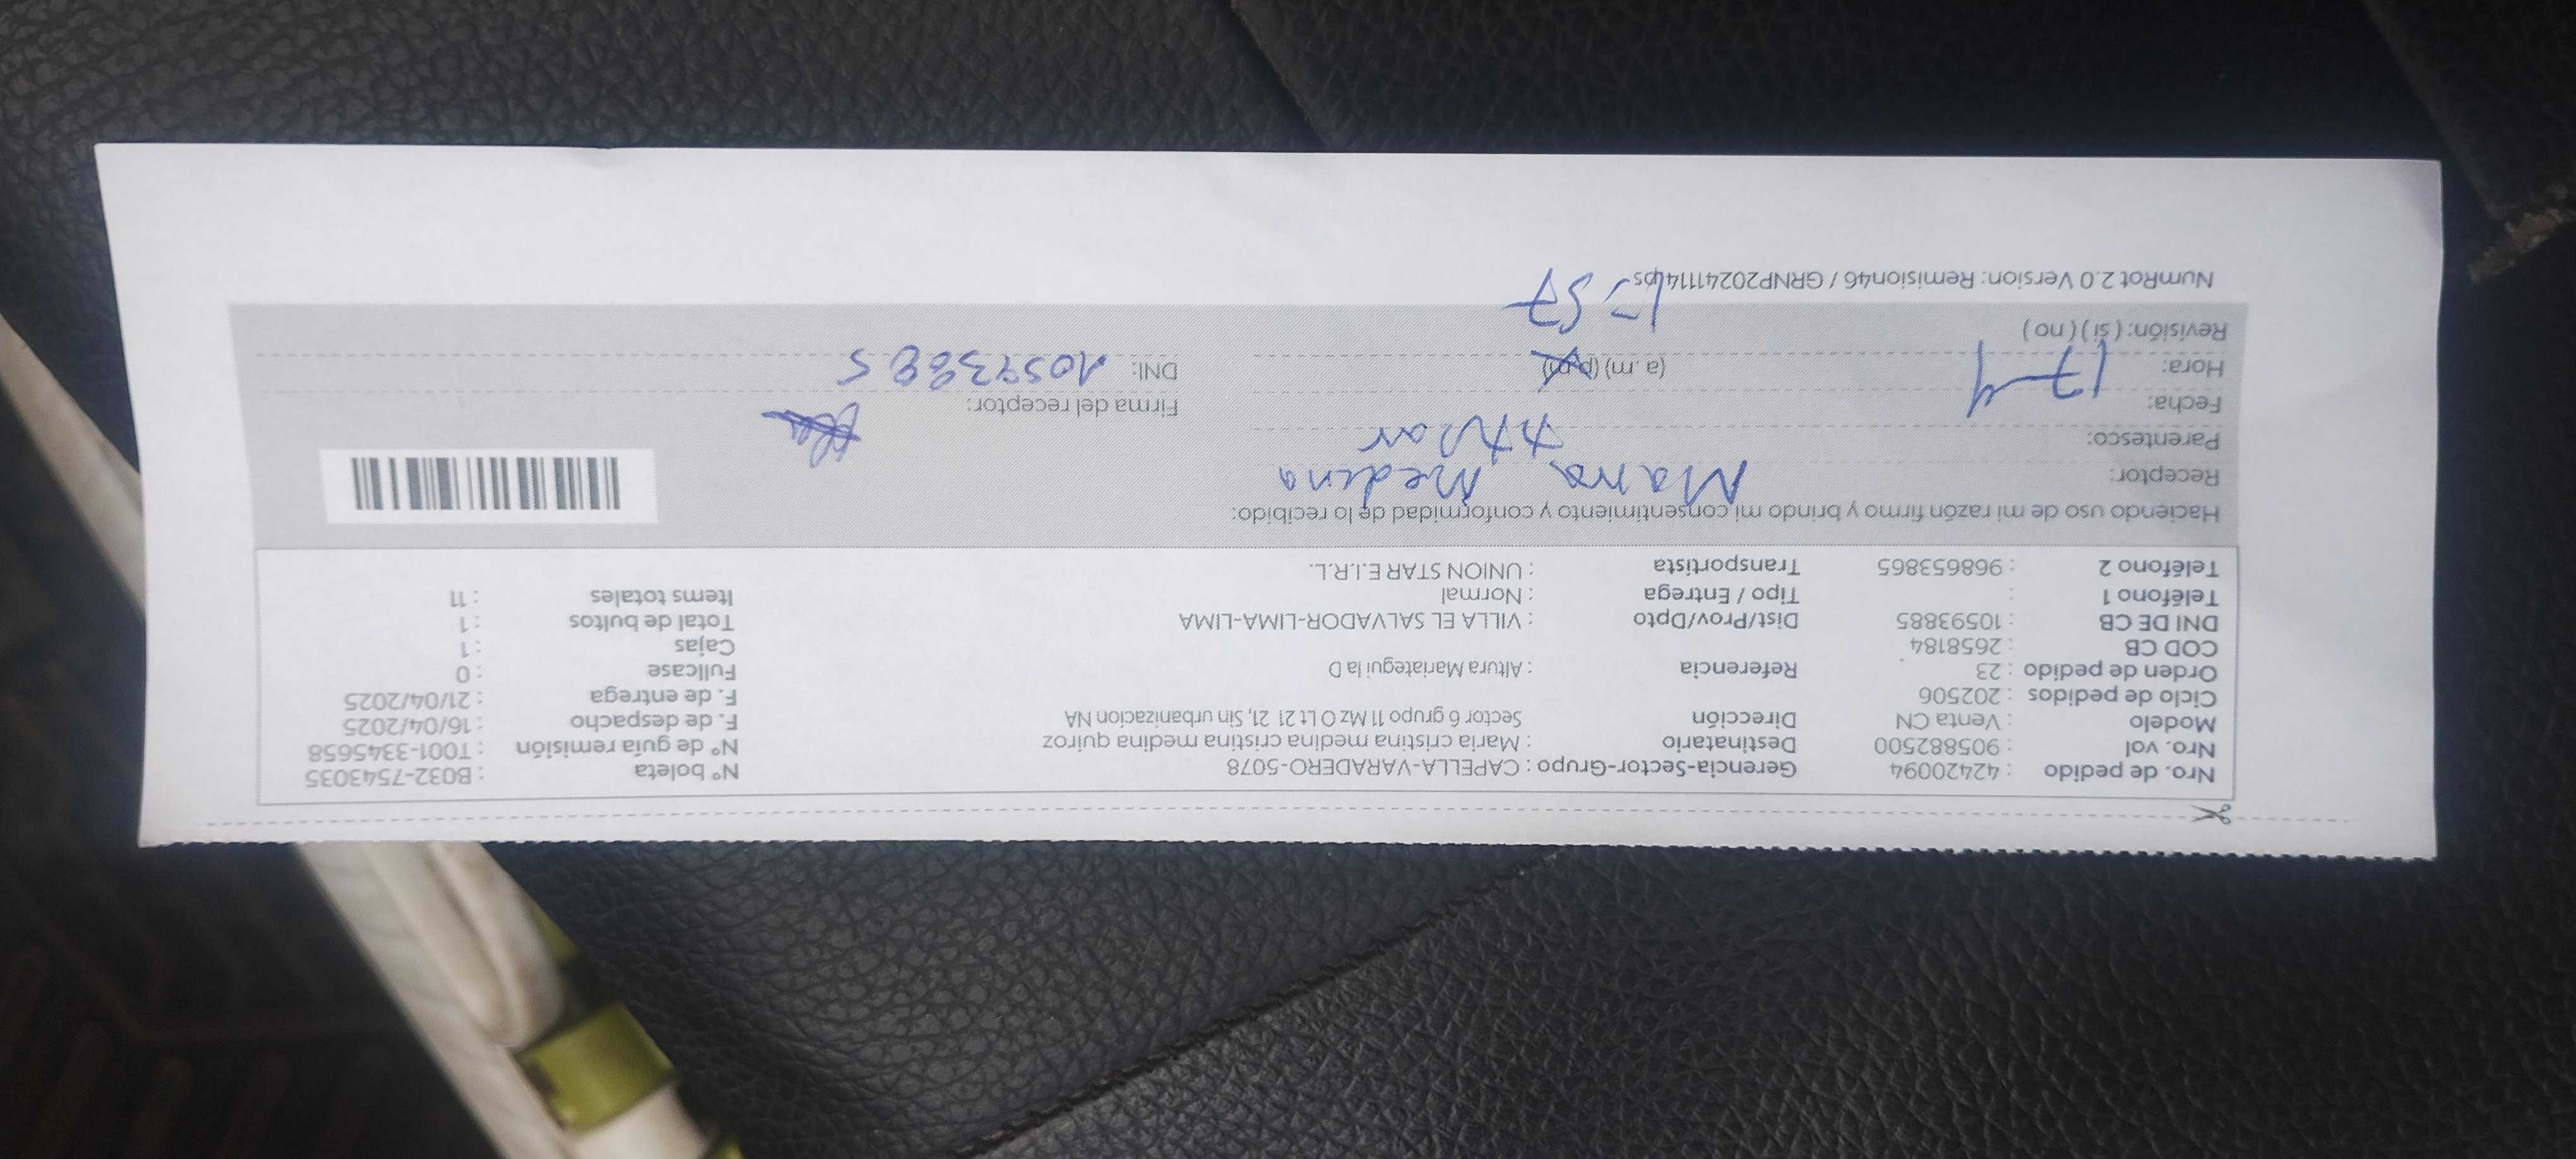 Nro. de pedido : 42420094 Gerencia-Sector-Grupo : CAPELLA-VARADERO-5078 N° boleta : B032-7543035
Nro. vol : 905882500 Destinatario : Maria cristina medina cristina medina quiroz N° de guía remisión : T001-3345658
Modelo : Venta CN Dirección Sector 6 grupo 11 Mz O Lt 21 21, Sin urbanizacion NA F. de despacho : 16/04/2025
Ciclo de pedidos : 202506 F. de entrega : 21/04/2025
Orden de pedido : 23 Referencia : Altura Mariategui la D Fullcase : 0
COD CB : 2658184 Cajas : 1
DNI DE CB : 10593885 Dist/Prov/Dpto : VILLA EL SALVADOR-LIMA-LIMA Total de bultos : 1
Teléfono 1 : Tipo / Entrega : Normal Items totales : 11
Teléfono 2 : 968653865 Transportista : UNION STAR E.I.R.L.
Haciendo uso de mi razón firmo y brindo mi consentimiento y conformidad de lo recibido:
Receptor: Maria Medina
Parentesco: Titular
Fecha: 17-4 Firma del receptor:
Hora: (a. m) (p. m) DNI: 10593885
Revisión: ( si ) ( no )
NumRot 2.0 Version: Remision46 / GRNP20241114ps